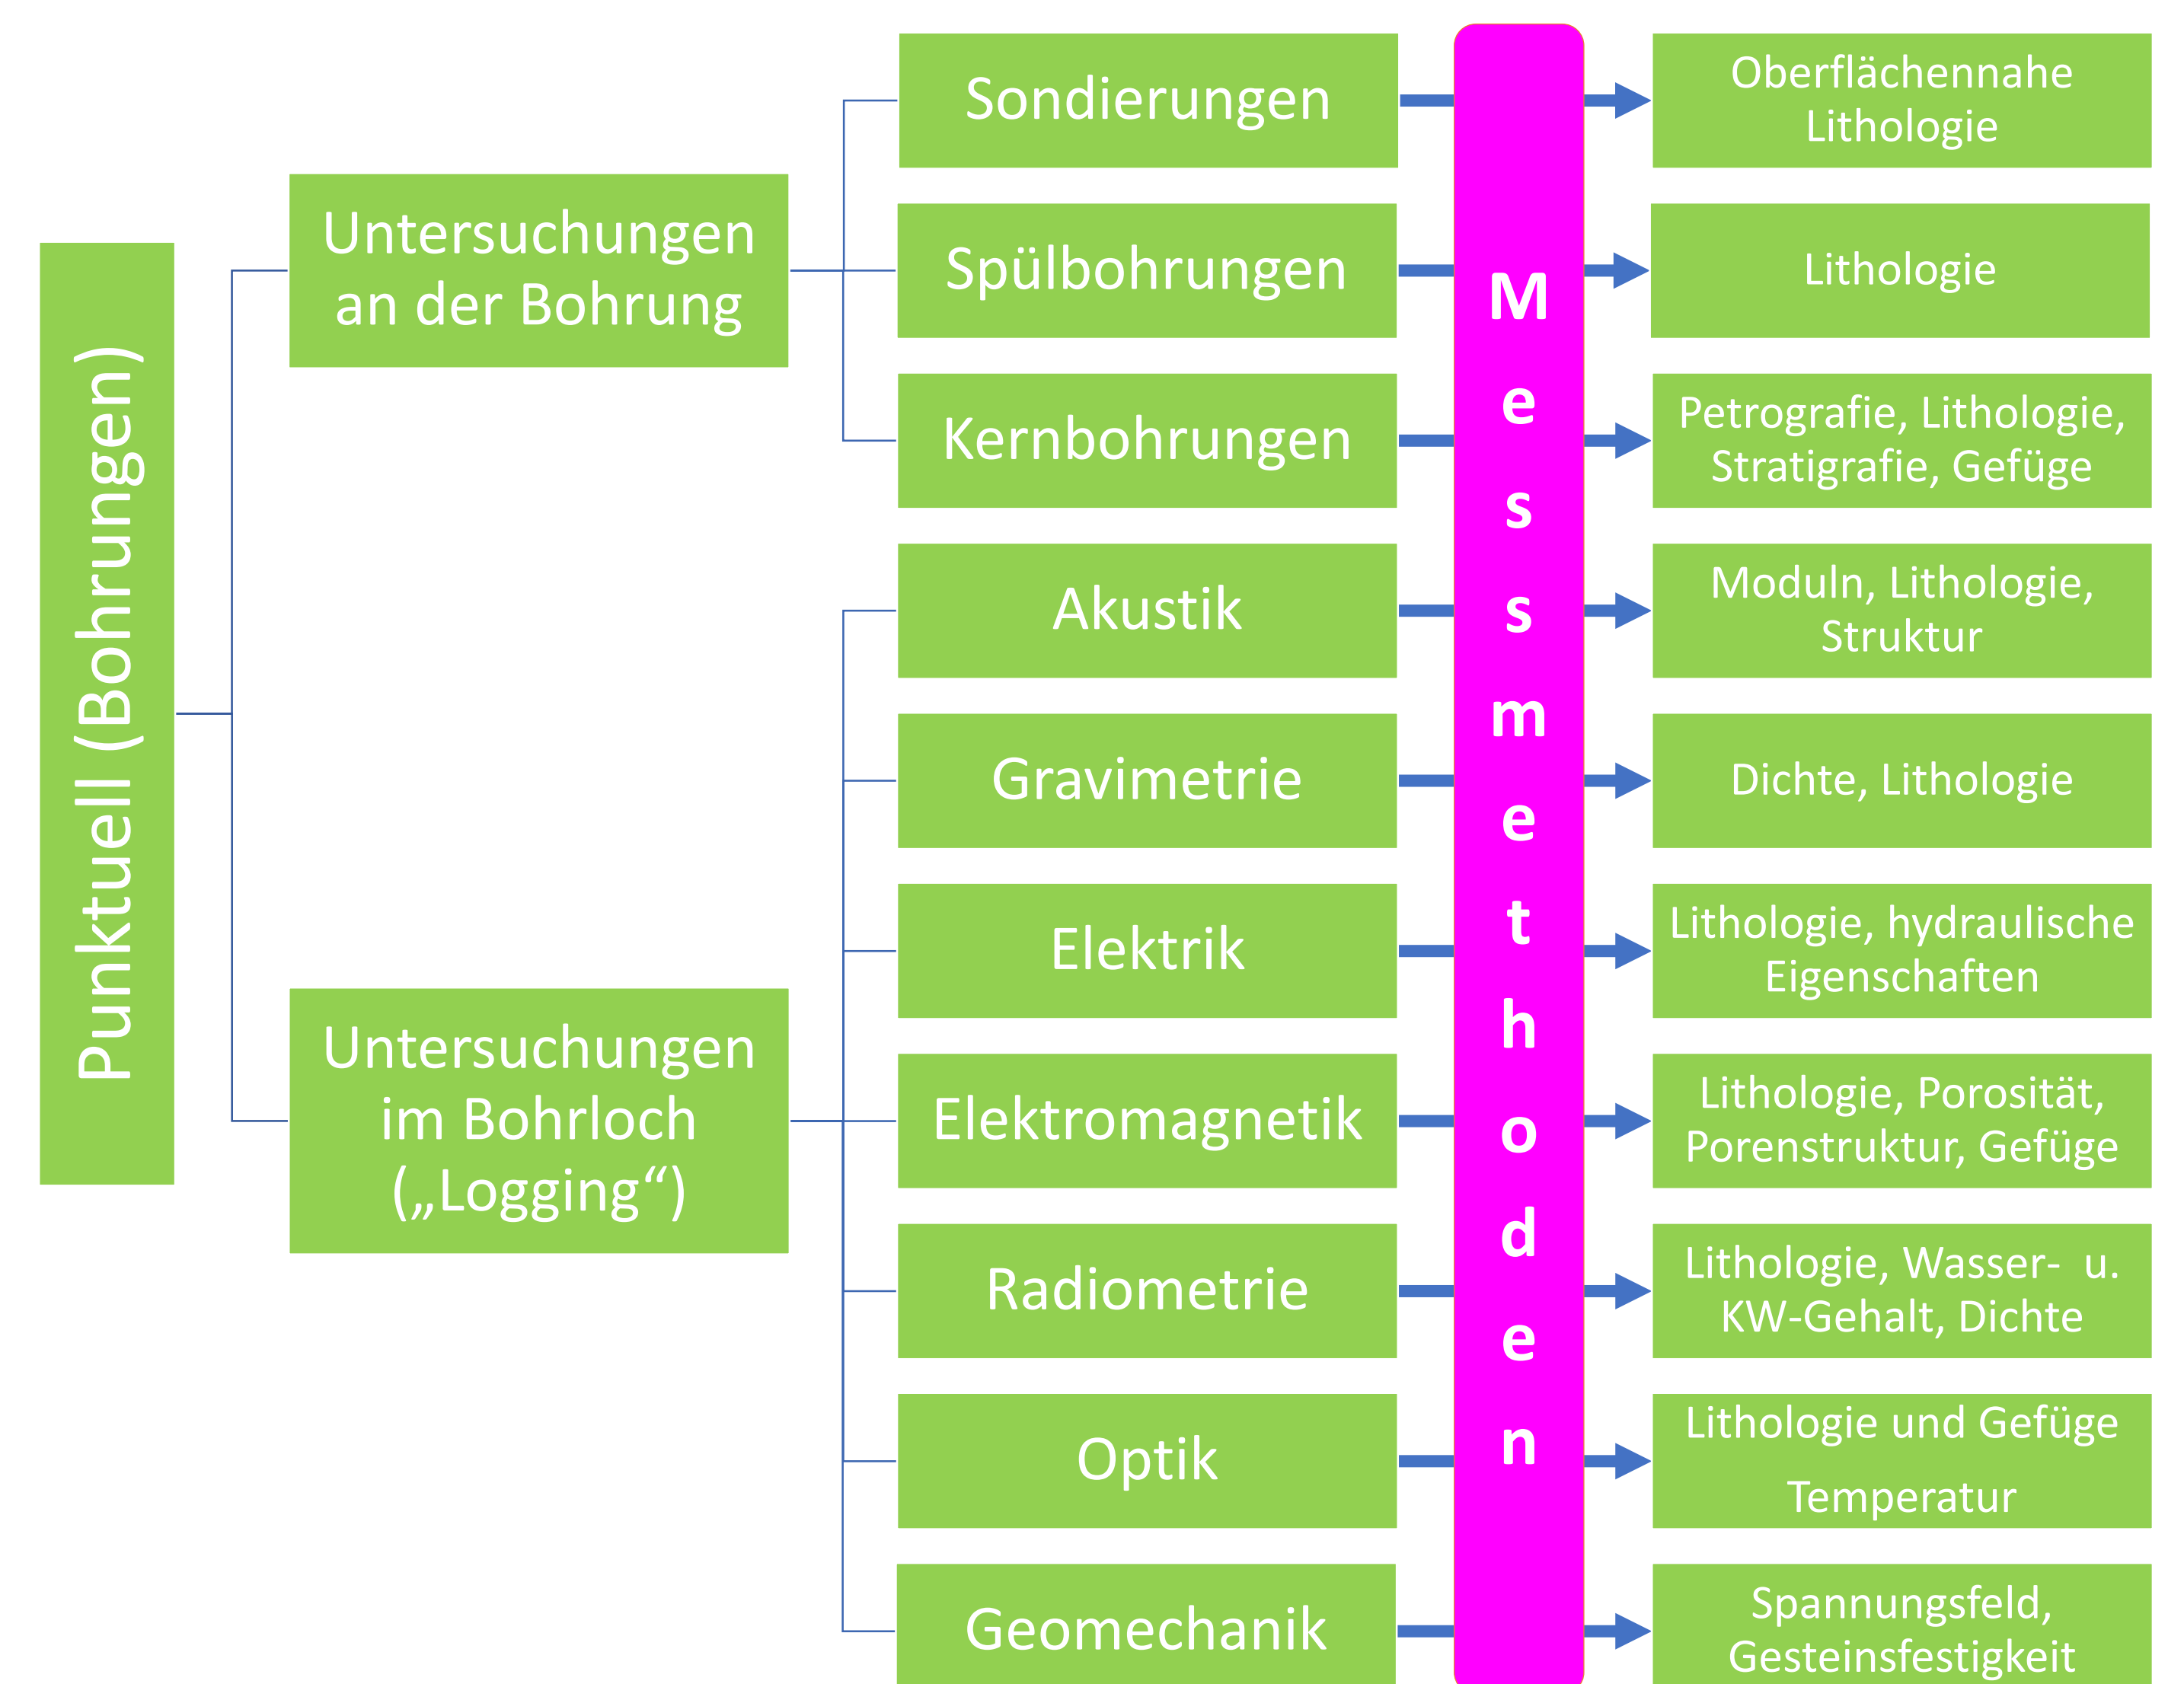 Punktuell (Bohrungen)
Untersuchungen
an der Bohrung
Untersuchungen
im Bohrloch
(„Logging“)
Sondierungen
Spülbohrungen
Kernbohrungen
Akustik
Gravimetrie
Elektrik
Elektromagnetik
Radiometrie
Optik
Geomechanik
Messmethoden
Oberflächennahe
Lithologie
Lithologie
Petrografie, Lithologie,
Stratigrafie, Gefüge
Moduln, Lithologie,
Struktur
Dichte, Lithologie
Lithologie, hydraulische
Eigenschaften
Lithologie, Porosität,
Porenstruktur, Gefüge
Lithologie, Wasser- u.
KW-Gehalt, Dichte
Lithologie und Gefüge
Temperatur
Spannungsfeld,
Gesteinsfestigkeit